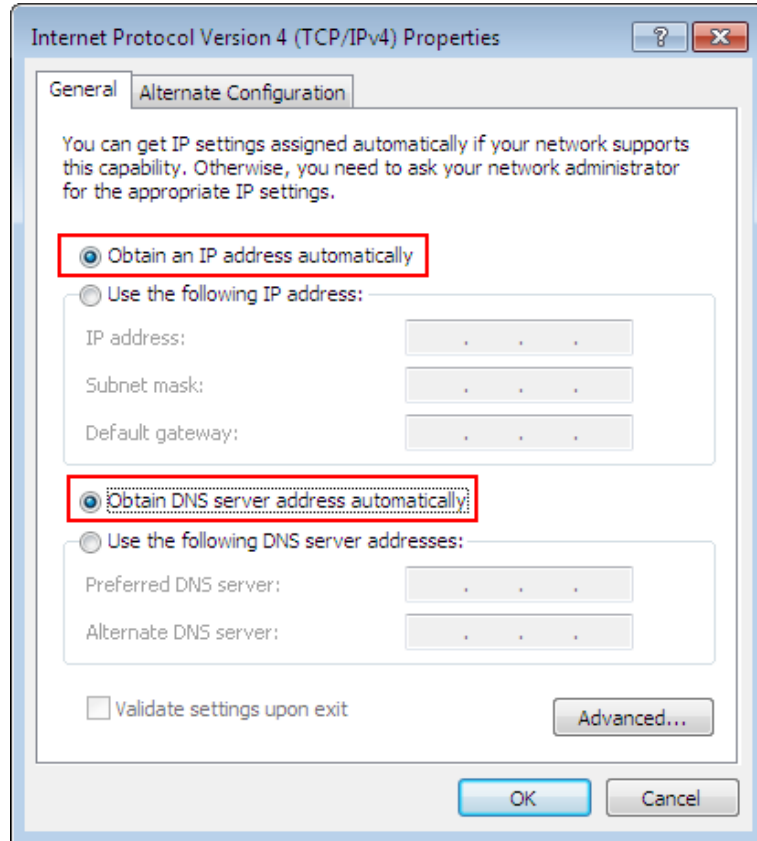 Internet Protocol Version 4 (TCP/IPv4) Properties
General
Alternate Configuration
You can get IP settings assigned automatically if your network supports
this capability. Otherwise, you need to ask your network administrator
for the appropriate IP settings.
Obtain an IP address automatically
Use the following IP address:
IP address:
Subnet mask:
Default gateway:
Obtain DNS server address automatically
Use the following DNS server addresses:
Preferred DNS server:
Alternate DNS server:
Validate settings upon exit
Advanced...
OK
Cancel